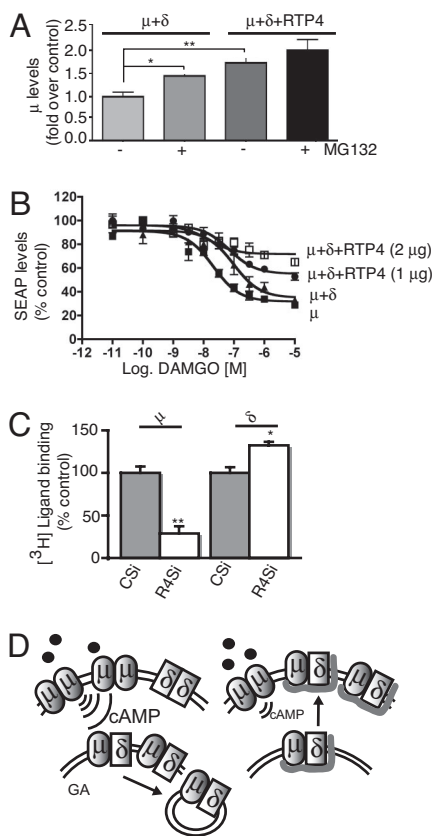 A
μ+δ
μ+δ+RTP4
μ levels
(fold over control)
2.5
2.0
1.5
1.0
0.5
0.0
*
**
- + - + MG132
B
SEAP levels
(% control)
120
100
80
60
40
20
0
μ+δ+RTP4 (2 μg)
μ+δ+RTP4 (1 μg)
μ+δ
μ
-12 -11 -10 -9 -8 -7 -6 -5
Log. DAMGO [M]
C
[³H] Ligand binding
(% control)
150
100
50
0
μ
δ
**
*
CSi
R4Si
CSi
R4Si
D
μ μ μ μ δ δ
cAMP
μ δ μ δ μ δ
GA
μ μ μ δ μ δ
cAMP
μ δ